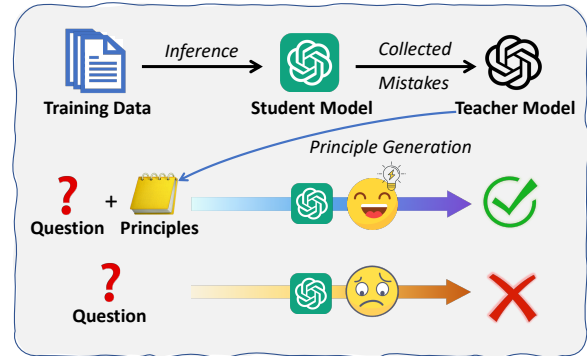 Inference
Collected
Mistakes
Training Data
Student Model
Teacher Model
Principle Generation
? + 
Question
Principles
?
Question